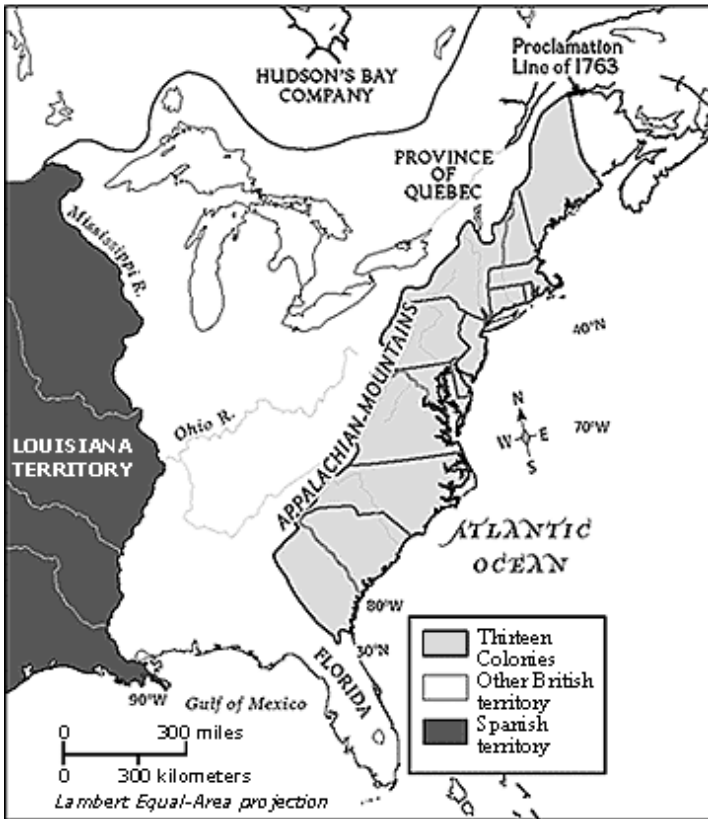 Proclamation
Line of 1763
HUDSON'S BAY
COMPANY
PROVINCE
OF
QUEBEC
Mississippi R.
40°N
APPALACHIAN-MOUNTAINS
Ohio R.
N
W E
S
70°W
LOUISIANA
TERRITORY
ATLANTIC
OCEAN
80°W
30°N
FLORIDA
90°W
Gulf of Mexico
Thirteen
Colonies
Other British
territory
Spanish
territory
0 300 miles
0 300 kilometers
Lambert Equal-Area projection